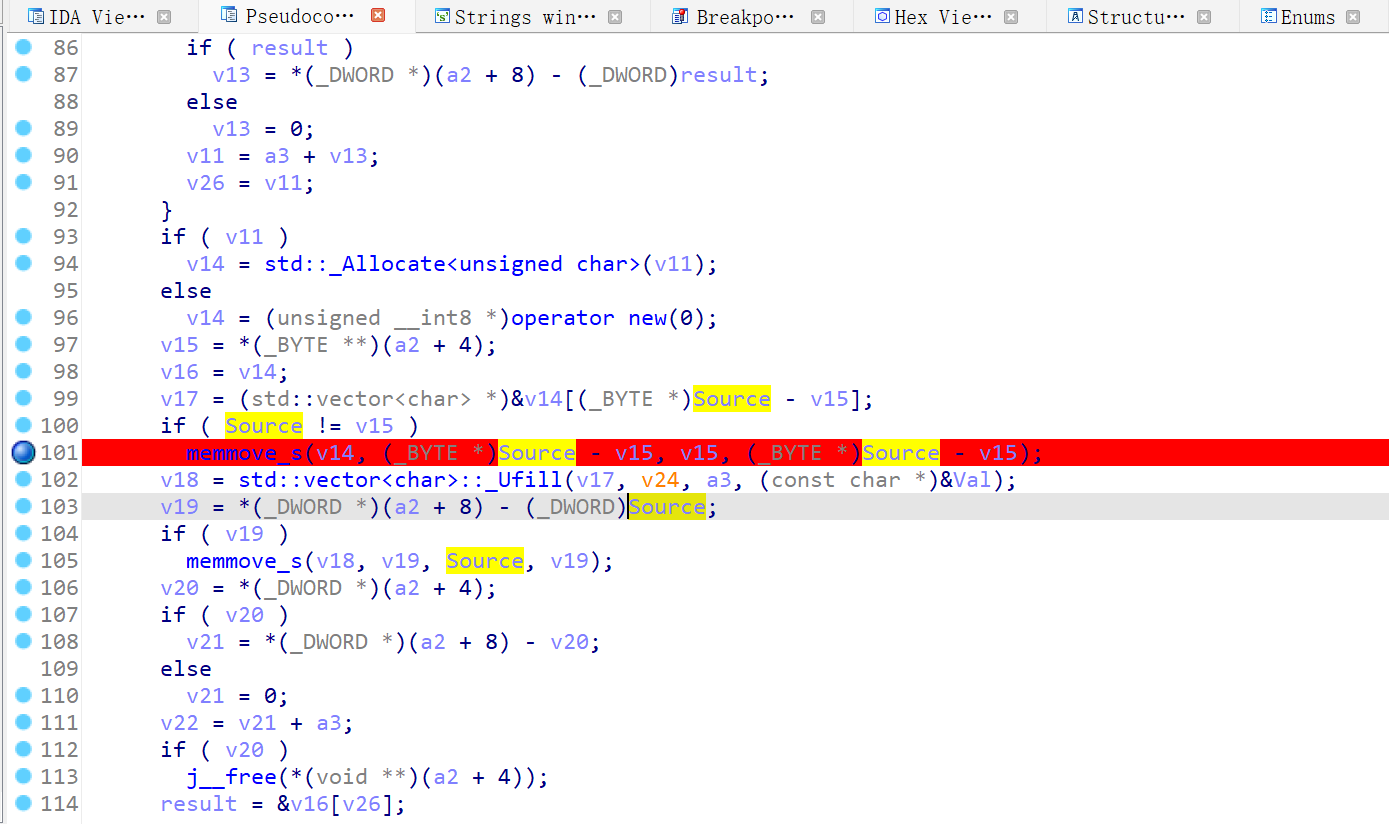 IDA Vie··· Pseudoco··· Strings win··· Breakpo··· Hex Vie··· Structu··· Enums
86 if ( result )
87 v13 = *(_DWORD *)(a2 + 8) - (_DWORD)result;
88 else
89 v13 = 0;
90 v11 = a3 + v13;
91 v26 = v11;
92 }
93 if ( v11 )
94 v14 = std::_Allocate<unsigned char>(v11);
95 else
96 v14 = (unsigned __int8 *)operator new(0);
97 v15 = *(_BYTE **)(a2 + 4);
98 v16 = v14;
99 v17 = (std::vector<char> *)&v14[(_BYTE *)Source - v15];
100 if ( Source != v15 )
101 memmove_s(v14, (_BYTE *)Source - v15, v15, (_BYTE *)Source - v15);
102 v18 = std::vector<char>::_Ufill(v17, v24, a3, (const char *)&Val);
103 v19 = *(_DWORD *)(a2 + 8) - (_DWORD)Source;
104 if ( v19 )
105 memmove_s(v18, v19, Source, v19);
106 v20 = *(_DWORD *)(a2 + 4);
107 if ( v20 )
108 v21 = *(_DWORD *)(a2 + 8) - v20;
109 else
110 v21 = 0;
111 v22 = v21 + a3;
112 if ( v20 )
113 j__free(*(void **)(a2 + 4));
114 result = &v16[v26];